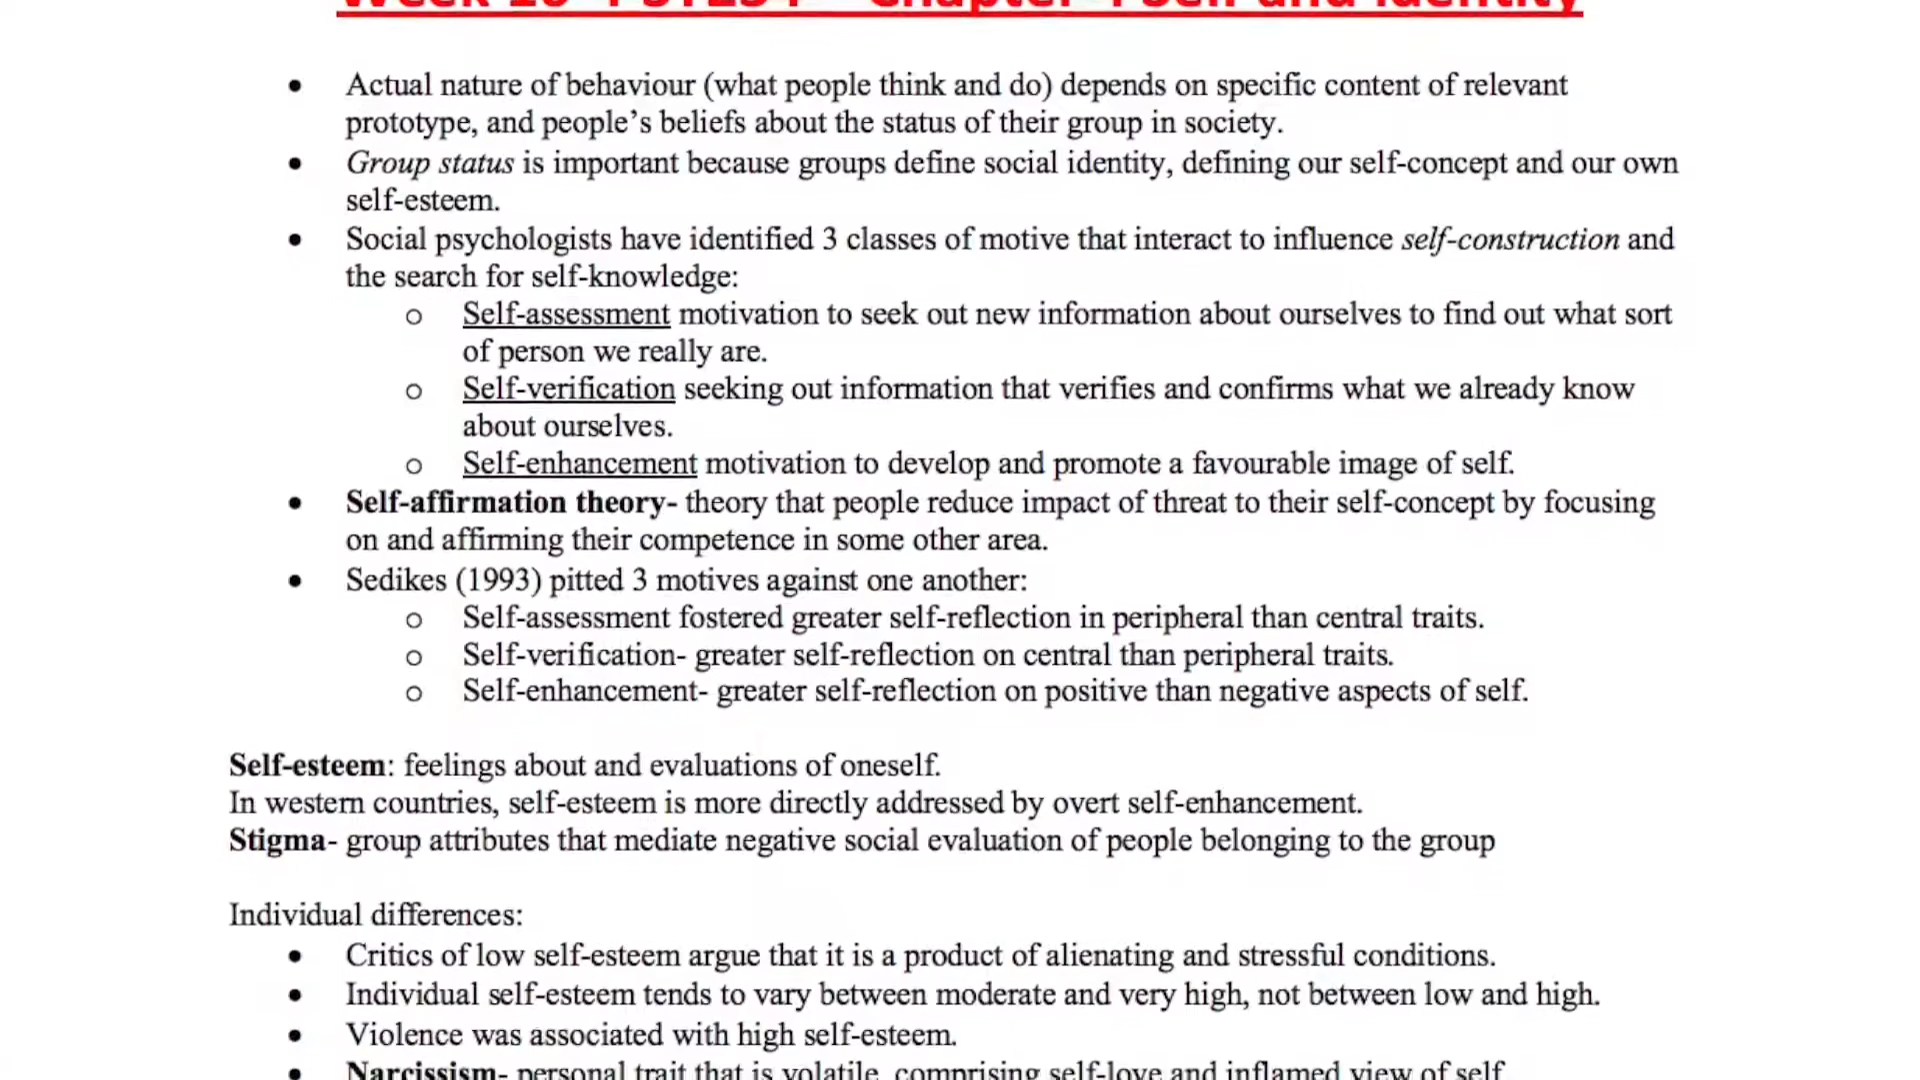 Chapter 4 Self and Identity
• Actual nature of behaviour (what people think and do) depends on specific content of relevant
prototype, and people’s beliefs about the status of their group in society.
• Group status is important because groups define social identity, defining our self-concept and our own
self-esteem.
• Social psychologists have identified 3 classes of motive that interact to influence self-construction and
the search for self-knowledge:
o Self-assessment motivation to seek out new information about ourselves to find out what sort
of person we really are.
o Self-verification seeking out information that verifies and confirms what we already know
about ourselves.
o Self-enhancement motivation to develop and promote a favourable image of self.
• Self-affirmation theory- theory that people reduce impact of threat to their self-concept by focusing
on and affirming their competence in some other area.
• Sedikes (1993) pitted 3 motives against one another:
o Self-assessment fostered greater self-reflection in peripheral than central traits.
o Self-verification- greater self-reflection on central than peripheral traits.
o Self-enhancement- greater self-reflection on positive than negative aspects of self.
Self-esteem: feelings about and evaluations of oneself.
In western countries, self-esteem is more directly addressed by overt self-enhancement.
Stigma- group attributes that mediate negative social evaluation of people belonging to the group
Individual differences:
• Critics of low self-esteem argue that it is a product of alienating and stressful conditions.
• Individual self-esteem tends to vary between moderate and very high, not between low and high.
• Violence was associated with high self-esteem.
• Narcissism- personal trait that is volatile, comprising self-love and inflamed view of self.